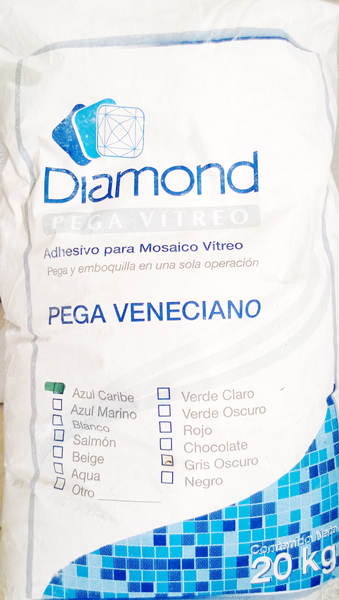 Diamond
PEGA VÍTREO
Adhesivo para Mosaico Vítreo
Pega y emboquilla en una sola operación
PEGA VENECIANO
Azul Caribe
Azul Marino
Blanco
Salmón
Beige
Aqua
Otro
Verde Claro
Verde Oscuro
Rojo
Chocolate
Gris Oscuro
Negro
Contenido Neto
20 kg